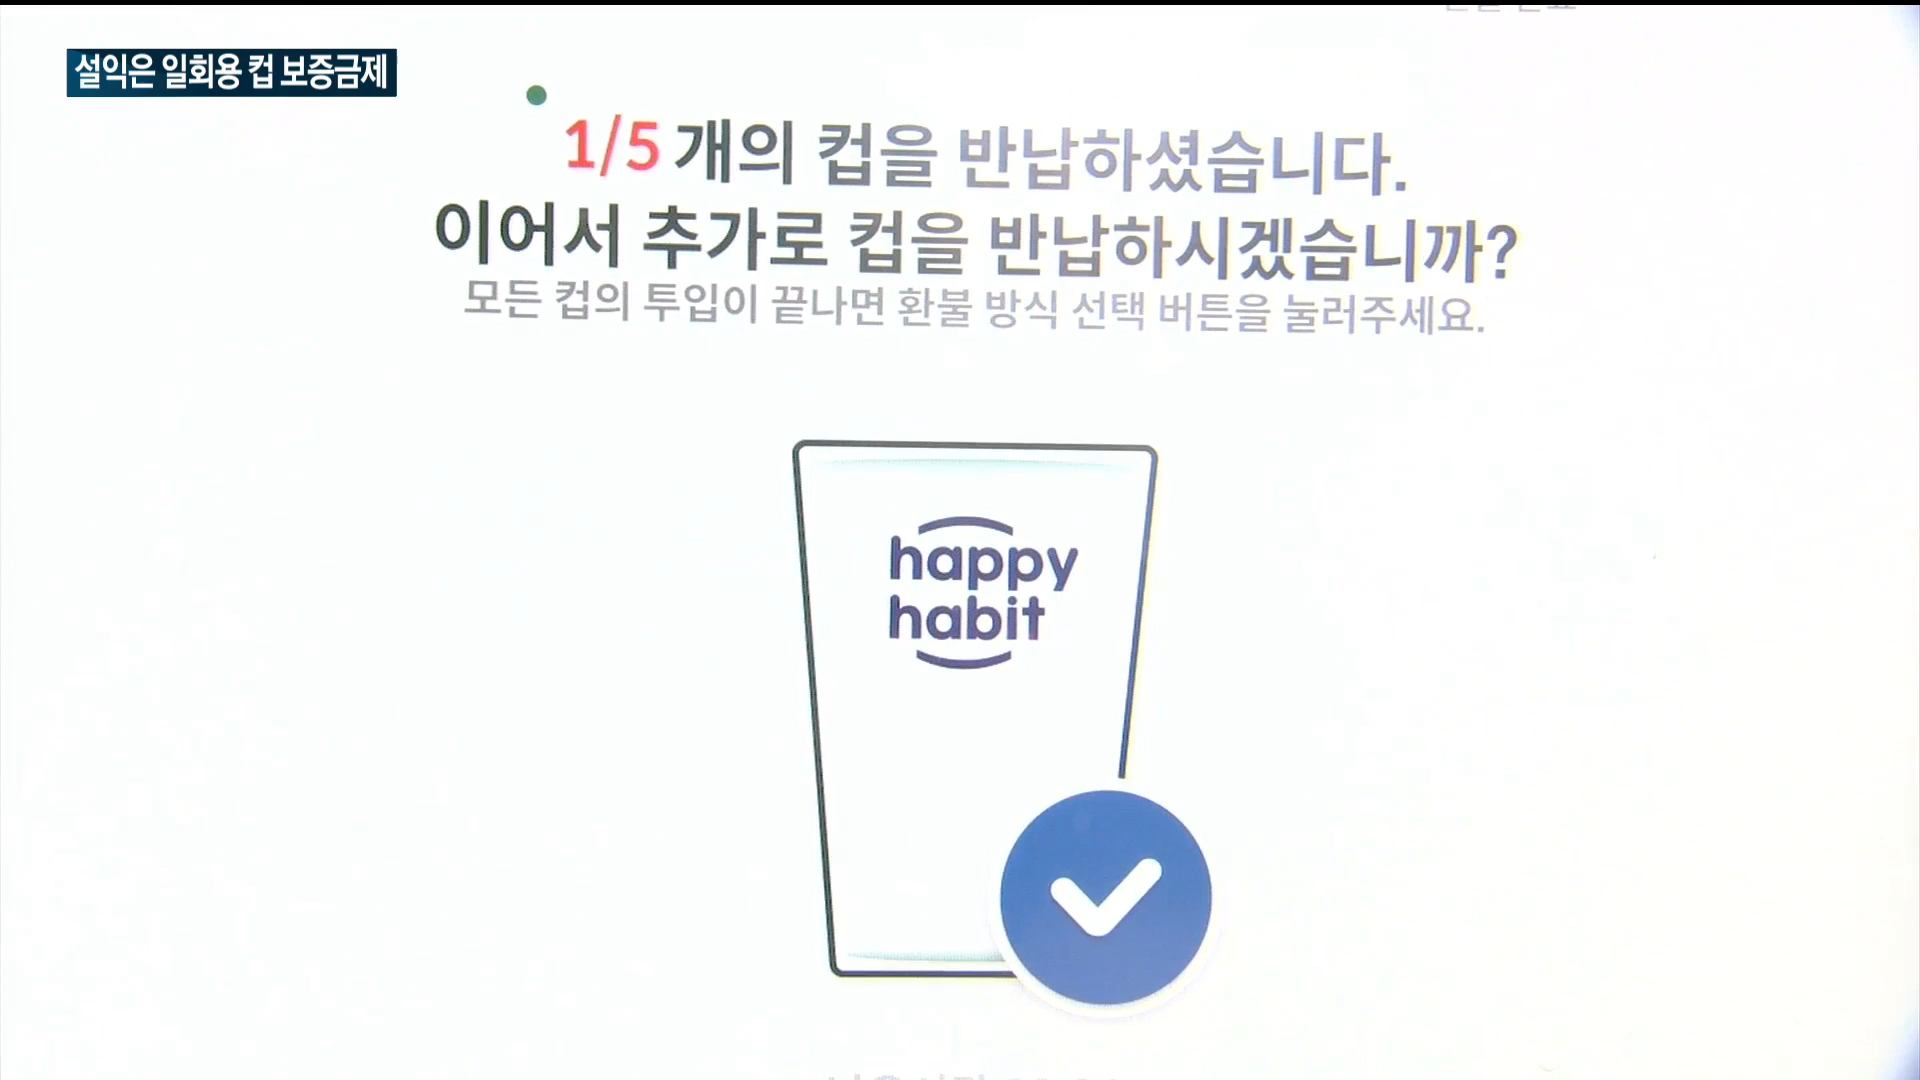 설익은 일회용 컵 보증금제
1/5 개의 컵을 반납하셨습니다.
이어서 추가로 컵을 반납하시겠습니까?
모든 컵의 투입이 끝나면 환불 방식 선택 버튼을 눌러주세요.
happy
habit